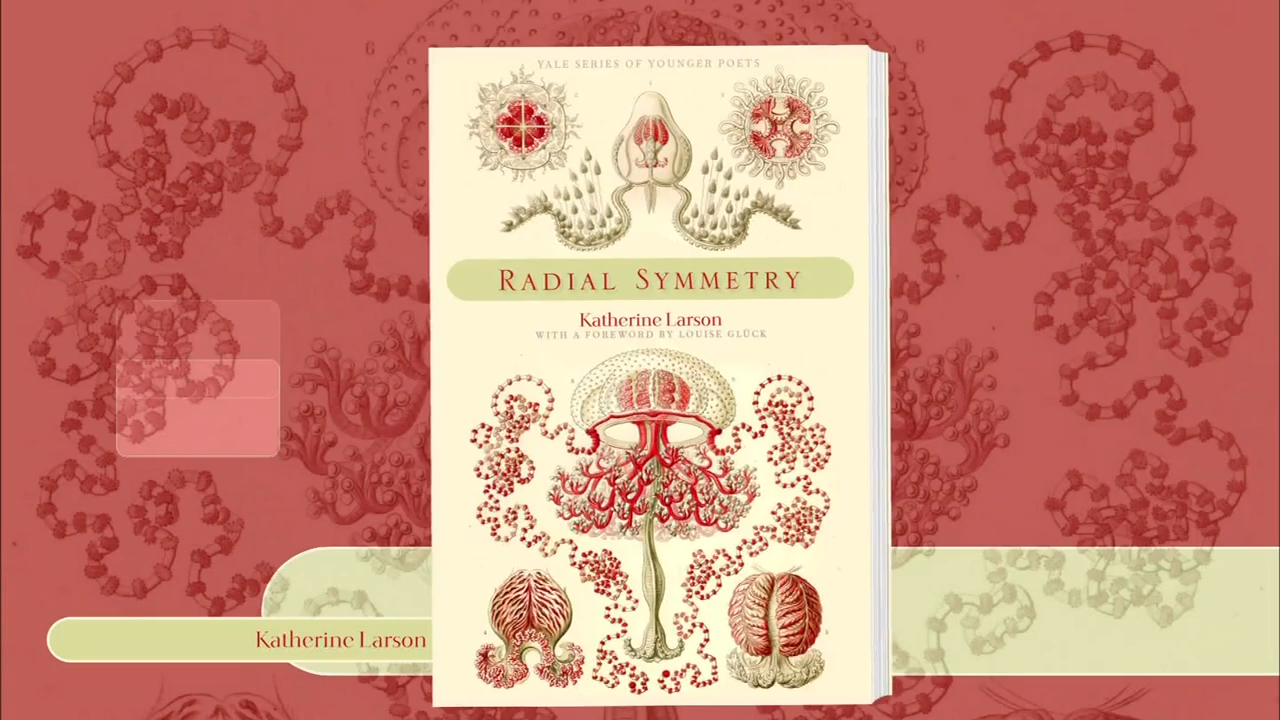 YALE SERIES OF YOUNGER POETS
RADIAL SYMMETRY
Katherine Larson
WITH A FOREWORD BY LOUISE GLÜCK
Katherine Larson